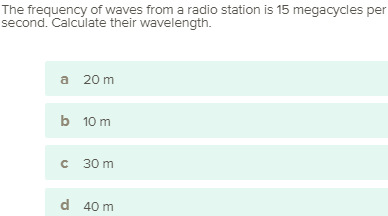 The frequency of waves from a radio station is 15 megacycles per
second. Calculate their wavelength.
a 20 m
b 10 m
c 30 m
d 40 m